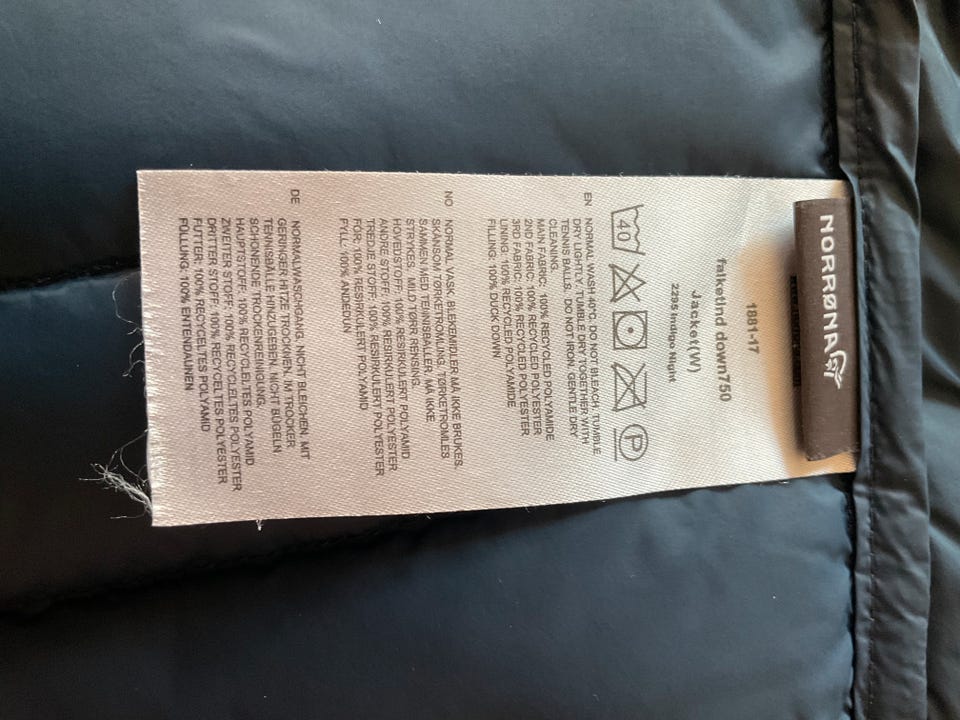 NORRØNA
1881-17
falketind down750
Jacket(W)
2295 Indigo Night
40
P
EN NORMAL WASH 40°C. DO NOT BLEACH. TUMBLE
DRY LIGHTLY. TUMBLE DRY TOGETHER WITH
TENNIS BALLS. DO NOT IRON. GENTLE DRY
CLEANING.
MAIN FABRIC: 100% RECYCLED POLYAMIDE
2ND FABRIC: 100% RECYCLED POLYESTER
3RD FABRIC: 100% RECYCLED POLYESTER
LINING: 100% RECYCLED POLYAMIDE
FILLING: 100% DUCK DOWN
NO NORMAL VASK. BLEKEMIDLER MÅ IKKE BRUKES.
SKÅNSOM TØRKETROMLING. TØRKETROMLES
SAMMEN MED TENNISBALLER. MÅ IKKE
STRYKES. MILD TØRR RENSING.
HOVEDSTOFF: 100% RESIRKULERT POLYAMID
ANDRE STOFF: 100% RESIRKULERT POLYESTER
TREDJE STOFF: 100% RESIRKULERT POLYESTER
FOR: 100% RESIRKULERT POLYAMID
FYLL: 100% ANDEDUN
DE NORMALWASCHGANG. NICHT BLEICHEN. MIT
GERINGER HITZE TROCKNEN. IM TROCKER
TENNISBÄLLE HINZUGEBEN. NICHT BÜGELN
SCHONENDE TROCKENREINIGUNG.
HAUPTSTOFF: 100% RECYCELTES POLYAMID
ZWEITER STOFF: 100% RECYCELTES POLYESTER
DRITTER STOFF: 100% RECYCELTES POLYESTER
FUTTER: 100% RECYCELTES POLYAMID
FÜLLUNG: 100% ENTENDAUNEN